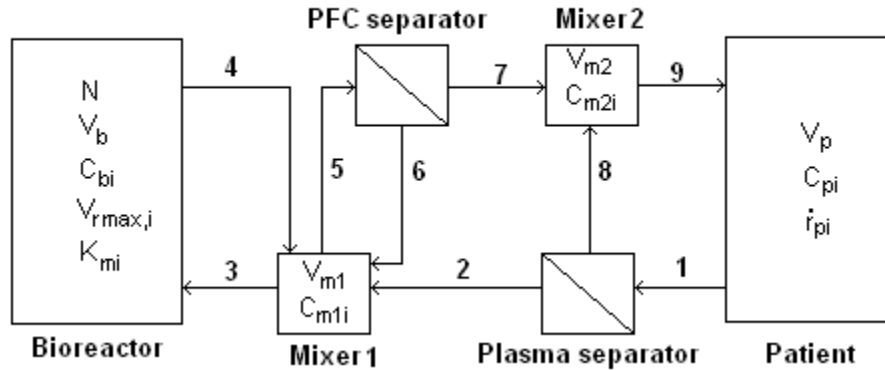 PFC separator
Mixer2
4
7
9
N
V_b
C_bi
V_rmax,i
K_mi
V_m2
C_m2i
5
6
8
V_p
C_pi
ṙ_pi
3
V_m1
C_m1i
2
1
Bioreactor
Mixer1
Plasma separator
Patient